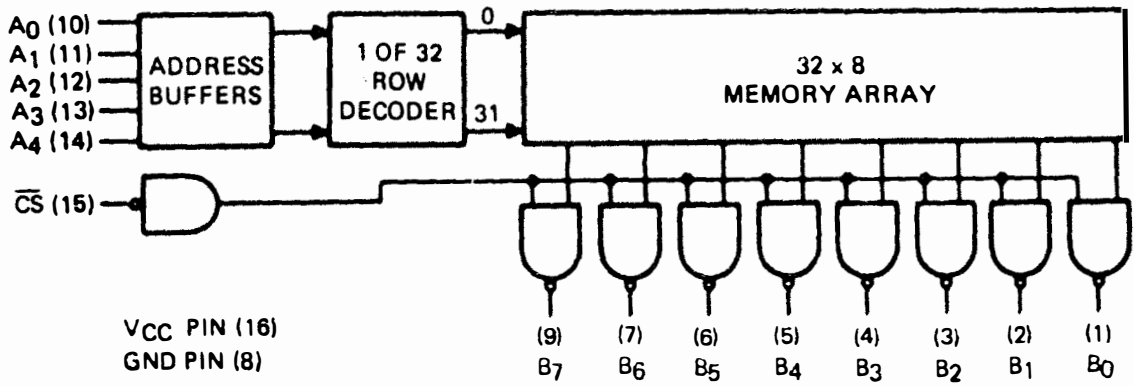 A0 (10)
A1 (11)
A2 (12)
A3 (13)
A4 (14)
ADDRESS
BUFFERS
1 OF 32
ROW
DECODER
0
31
32 x 8
MEMORY ARRAY
CS (15)
VCC PIN (16)
GND PIN (8)
(9) (7) (6) (5) (4) (3) (2) (1)
B7 B6 B5 B4 B3 B2 B1 B0